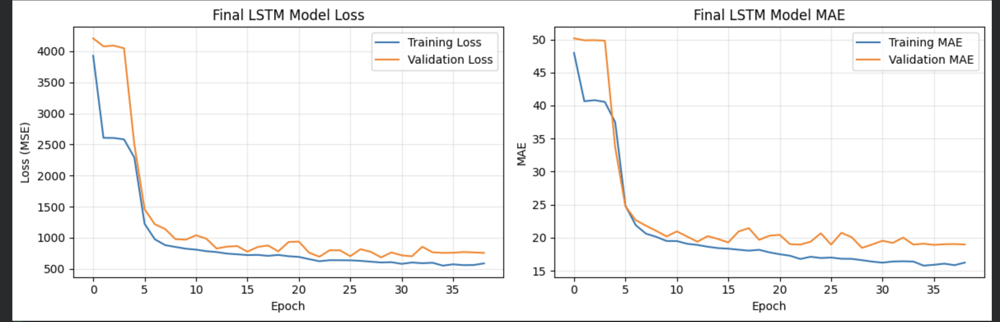 Final LSTM Model Loss
Training Loss
Validation Loss
4000
3500
3000
2500
2000
1500
1000
500
Loss (MSE)
0 5 10 15 20 25 30 35
Epoch
Final LSTM Model MAE
Training MAE
Validation MAE
50
45
40
35
30
25
20
15
MAE
0 5 10 15 20 25 30 35
Epoch